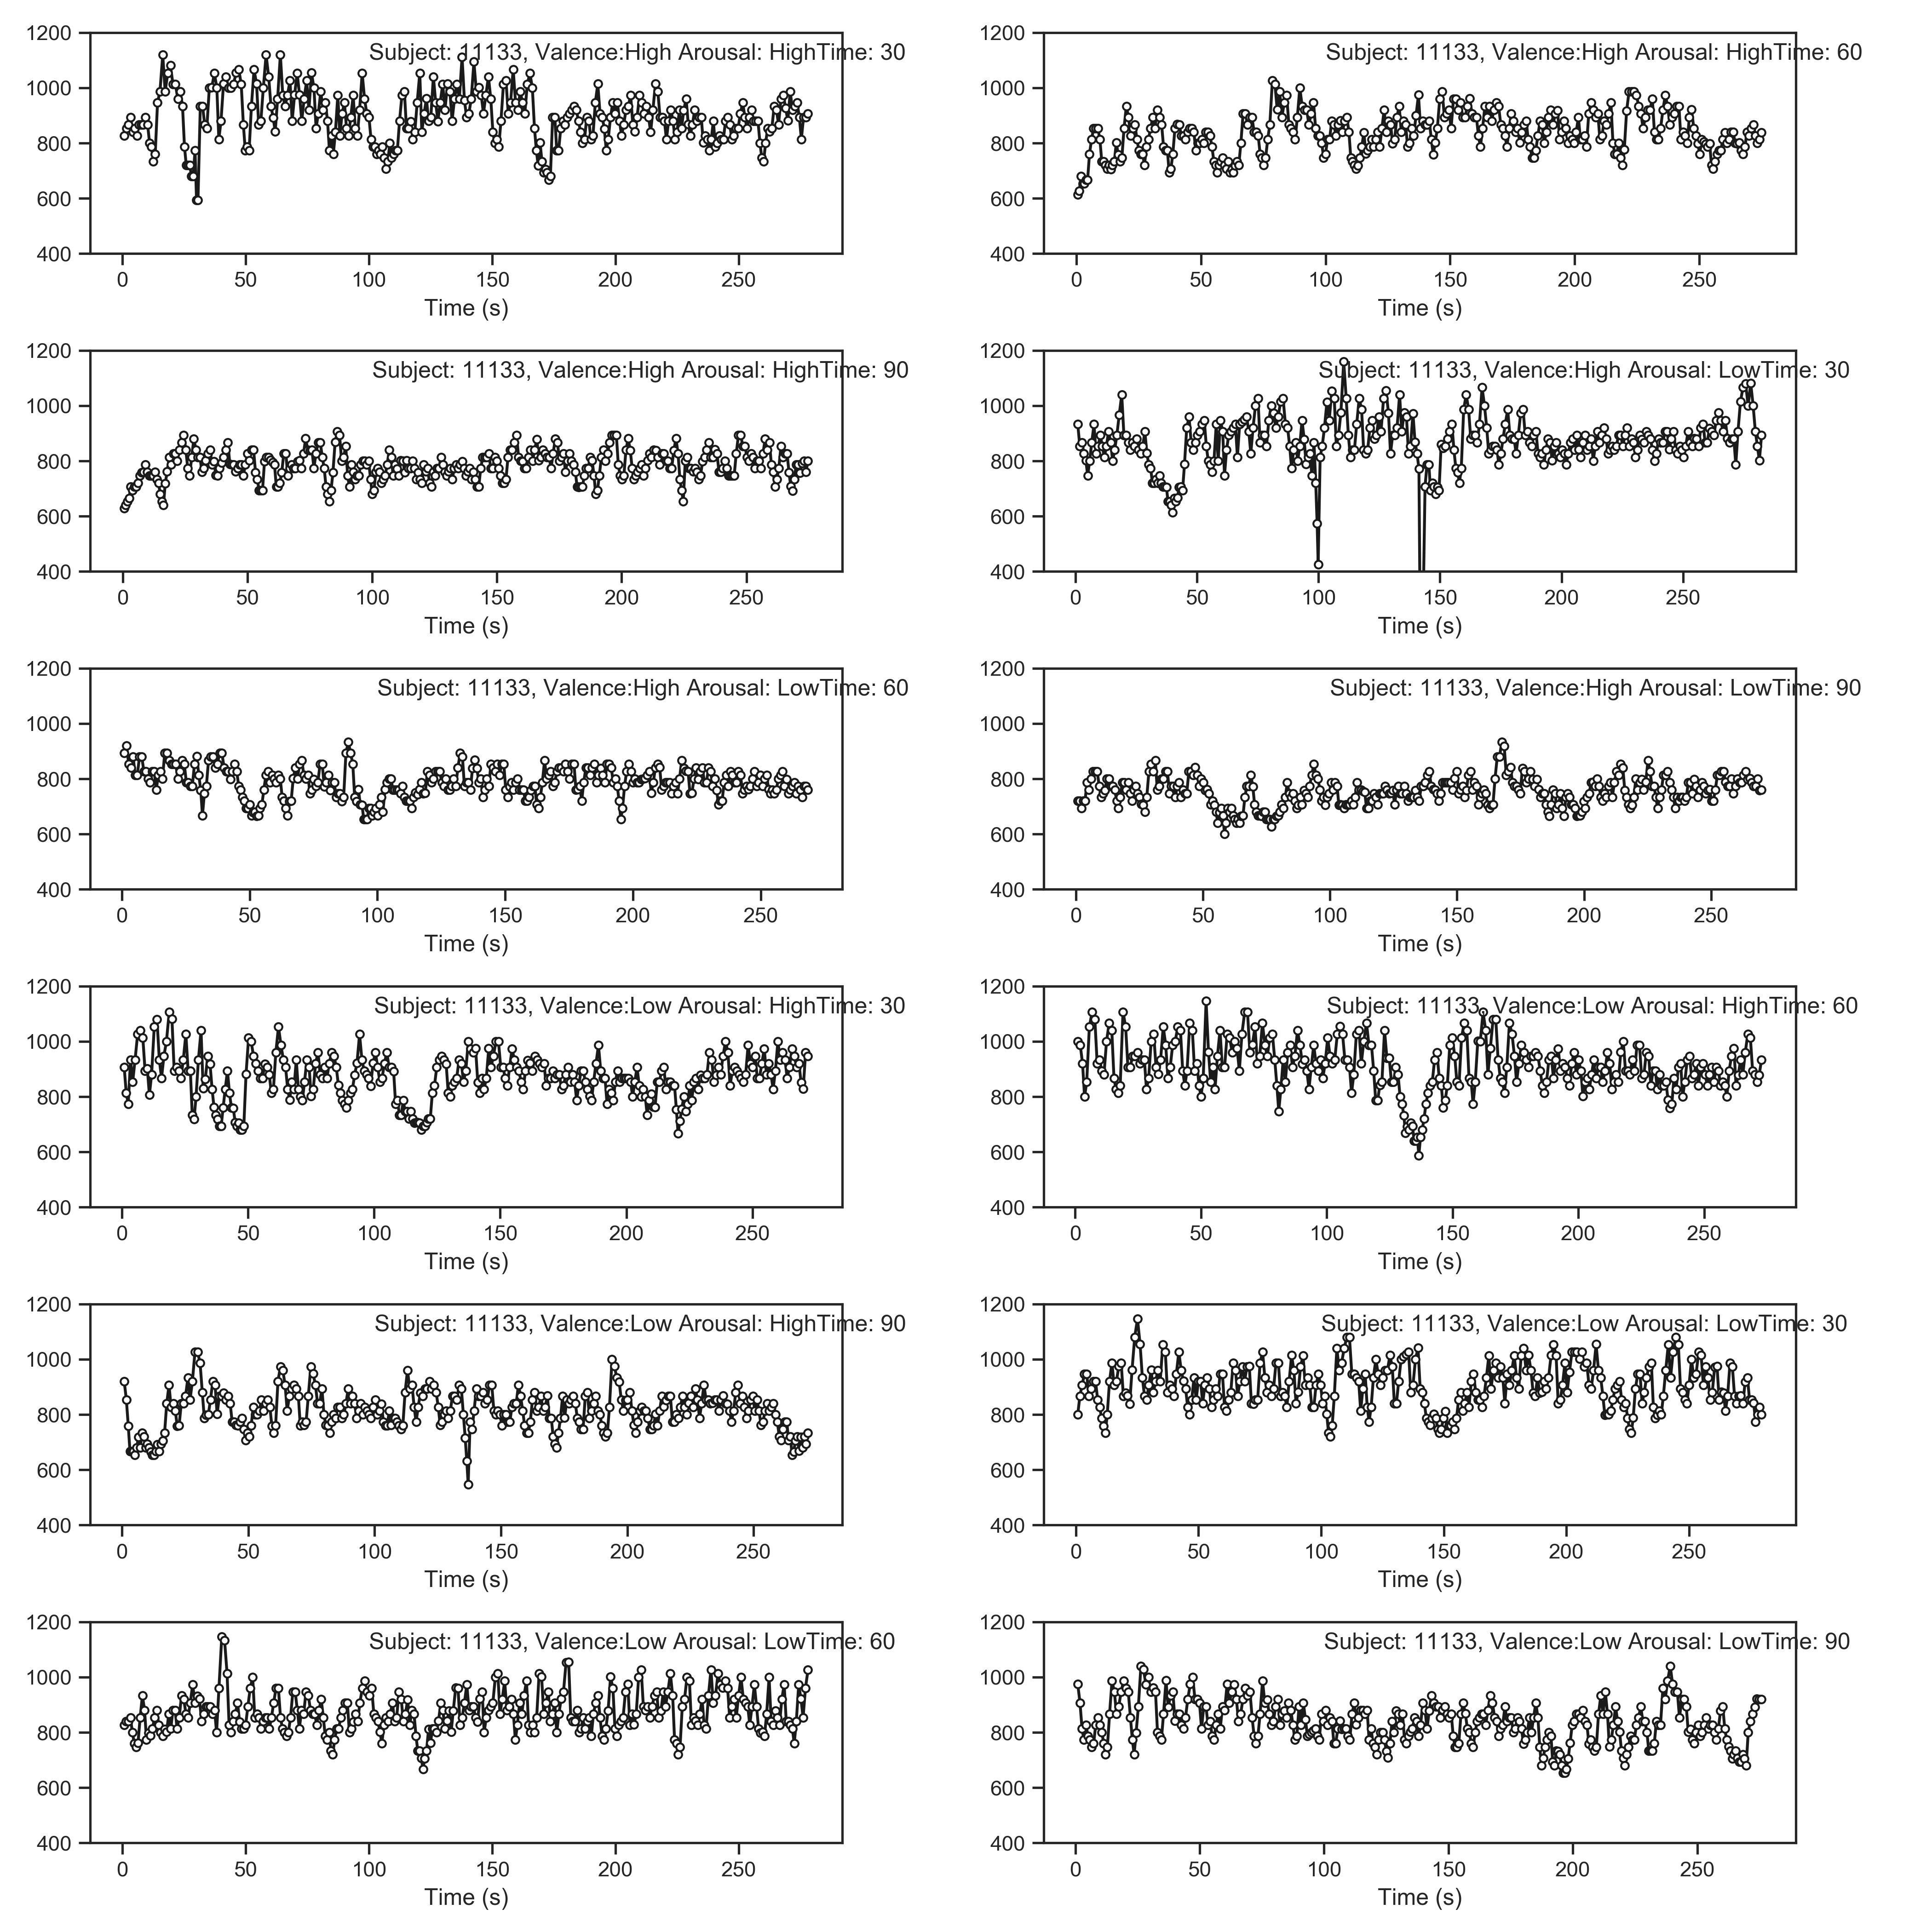 Subject: 11133, Valence:High Arousal: HighTime: 30
1200
1000
800
600
400
0 50 100 150 200 250
Time (s)
Subject: 11133, Valence:High Arousal: HighTime: 60
1200
1000
800
600
400
0 50 100 150 200 250
Time (s)
Subject: 11133, Valence:High Arousal: HighTime: 90
1200
1000
800
600
400
0 50 100 150 200 250
Time (s)
Subject: 11133, Valence:High Arousal: LowTime: 30
1200
1000
800
600
400
0 50 100 150 200 250
Time (s)
Subject: 11133, Valence:High Arousal: LowTime: 60
1200
1000
800
600
400
0 50 100 150 200 250
Time (s)
Subject: 11133, Valence:High Arousal: LowTime: 90
1200
1000
800
600
400
0 50 100 150 200 250
Time (s)
Subject: 11133, Valence:Low Arousal: HighTime: 30
1200
1000
800
600
400
0 50 100 150 200 250
Time (s)
Subject: 11133, Valence:Low Arousal: HighTime: 60
1200
1000
800
600
400
0 50 100 150 200 250
Time (s)
Subject: 11133, Valence:Low Arousal: HighTime: 90
1200
1000
800
600
400
0 50 100 150 200 250
Time (s)
Subject: 11133, Valence:Low Arousal: LowTime: 30
1200
1000
800
600
400
0 50 100 150 200 250
Time (s)
Subject: 11133, Valence:Low Arousal: LowTime: 60
1200
1000
800
600
400
0 50 100 150 200 250
Time (s)
Subject: 11133, Valence:Low Arousal: LowTime: 90
1200
1000
800
600
400
0 50 100 150 200 250
Time (s)